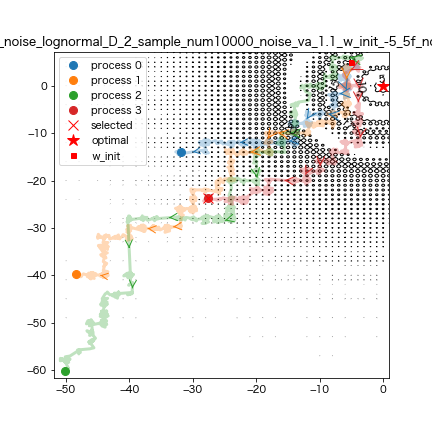 _noise_lognormal_D_2_sample_num10000_noise_va_1.1_w_init_-5_5f_no
process 0
process 1
process 2
process 3
selected
optimal
w_init
0
−10
−20
−30
−40
−50
−60
−50 −40 −30 −20 −10 0